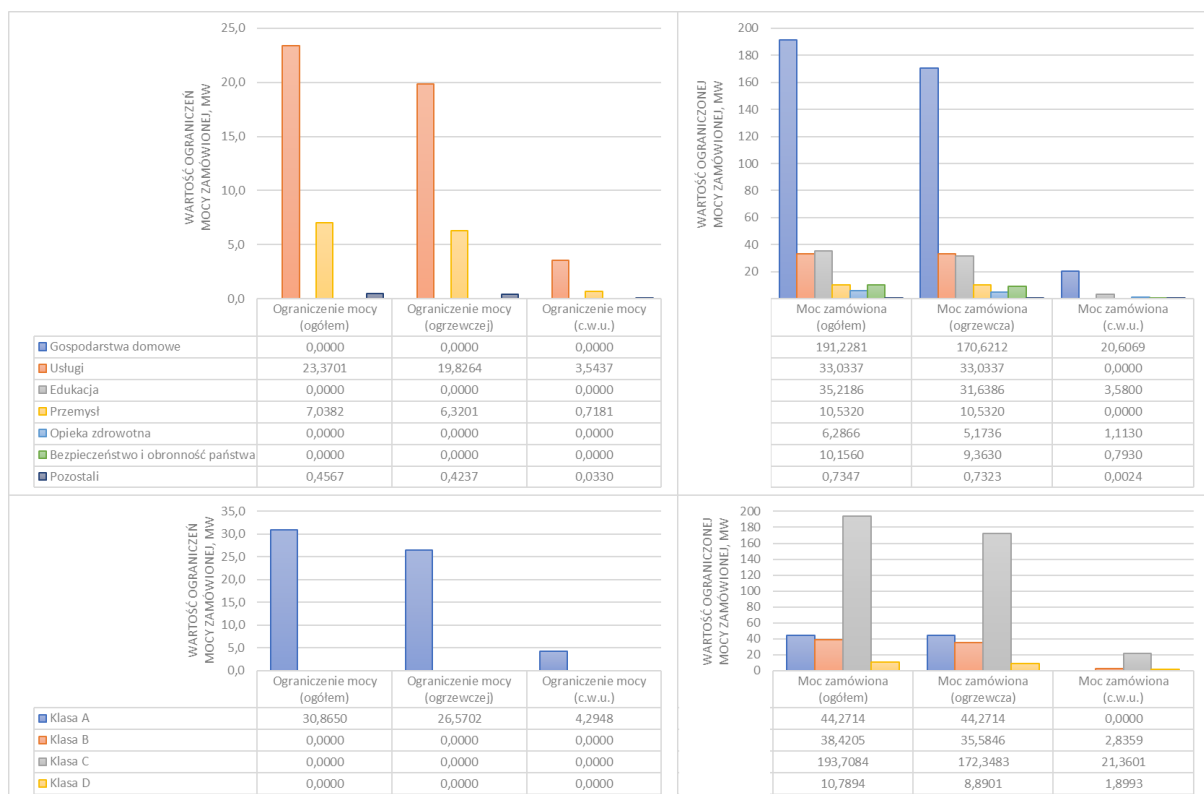 WARTOŚĆ OGRANICZEŃ
MOCY ZAMÓWIONEJ, MW
25,0
20,0
15,0
10,0
5,0
0,0
Ograniczenie mocy (ogółem) Ograniczenie mocy (ogrzewczej) Ograniczenie mocy (c.w.u.)
Gospodarstwa domowe 0,0000 0,0000 0,0000
Usługi 23,3701 19,8264 3,5437
Edukacja 0,0000 0,0000 0,0000
Przemysł 7,0382 6,3201 0,7181
Opieka zdrowotna 0,0000 0,0000 0,0000
Bezpieczeństwo i obronność państwa 0,0000 0,0000 0,0000
Pozostali 0,4567 0,4237 0,0330
WARTOŚĆ OGRANICZONEJ
MOCY ZAMÓWIONEJ, MW
200
180
160
140
120
100
80
60
40
20
Moc zamówiona (ogółem) Moc zamówiona (ogrzewcza) Moc zamówiona (c.w.u.)
191,2281 170,6212 20,6069
33,0337 33,0337 0,0000
35,2186 31,6386 3,5800
10,5320 10,5320 0,0000
6,2866 5,1736 1,1130
10,1560 9,3630 0,7930
0,7347 0,7323 0,0024
WARTOŚĆ OGRANICZEŃ
MOCY ZAMÓWIONEJ, MW
35,0
30,0
25,0
20,0
15,0
10,0
5,0
0,0
Ograniczenie mocy (ogółem) Ograniczenie mocy (ogrzewczej) Ograniczenie mocy (c.w.u.)
Klasa A 30,8650 26,5702 4,2948
Klasa B 0,0000 0,0000 0,0000
Klasa C 0,0000 0,0000 0,0000
Klasa D 0,0000 0,0000 0,0000
WARTOŚĆ OGRANICZONEJ
MOCY ZAMÓWIONEJ, MW
200
180
160
140
120
100
80
60
40
20
0
Moc zamówiona (ogółem) Moc zamówiona (ogrzewcza) Moc zamówiona (c.w.u.)
44,2714 44,2714 0,0000
38,4205 35,5846 2,8359
193,7084 172,3483 21,3601
10,7894 8,8901 1,8993